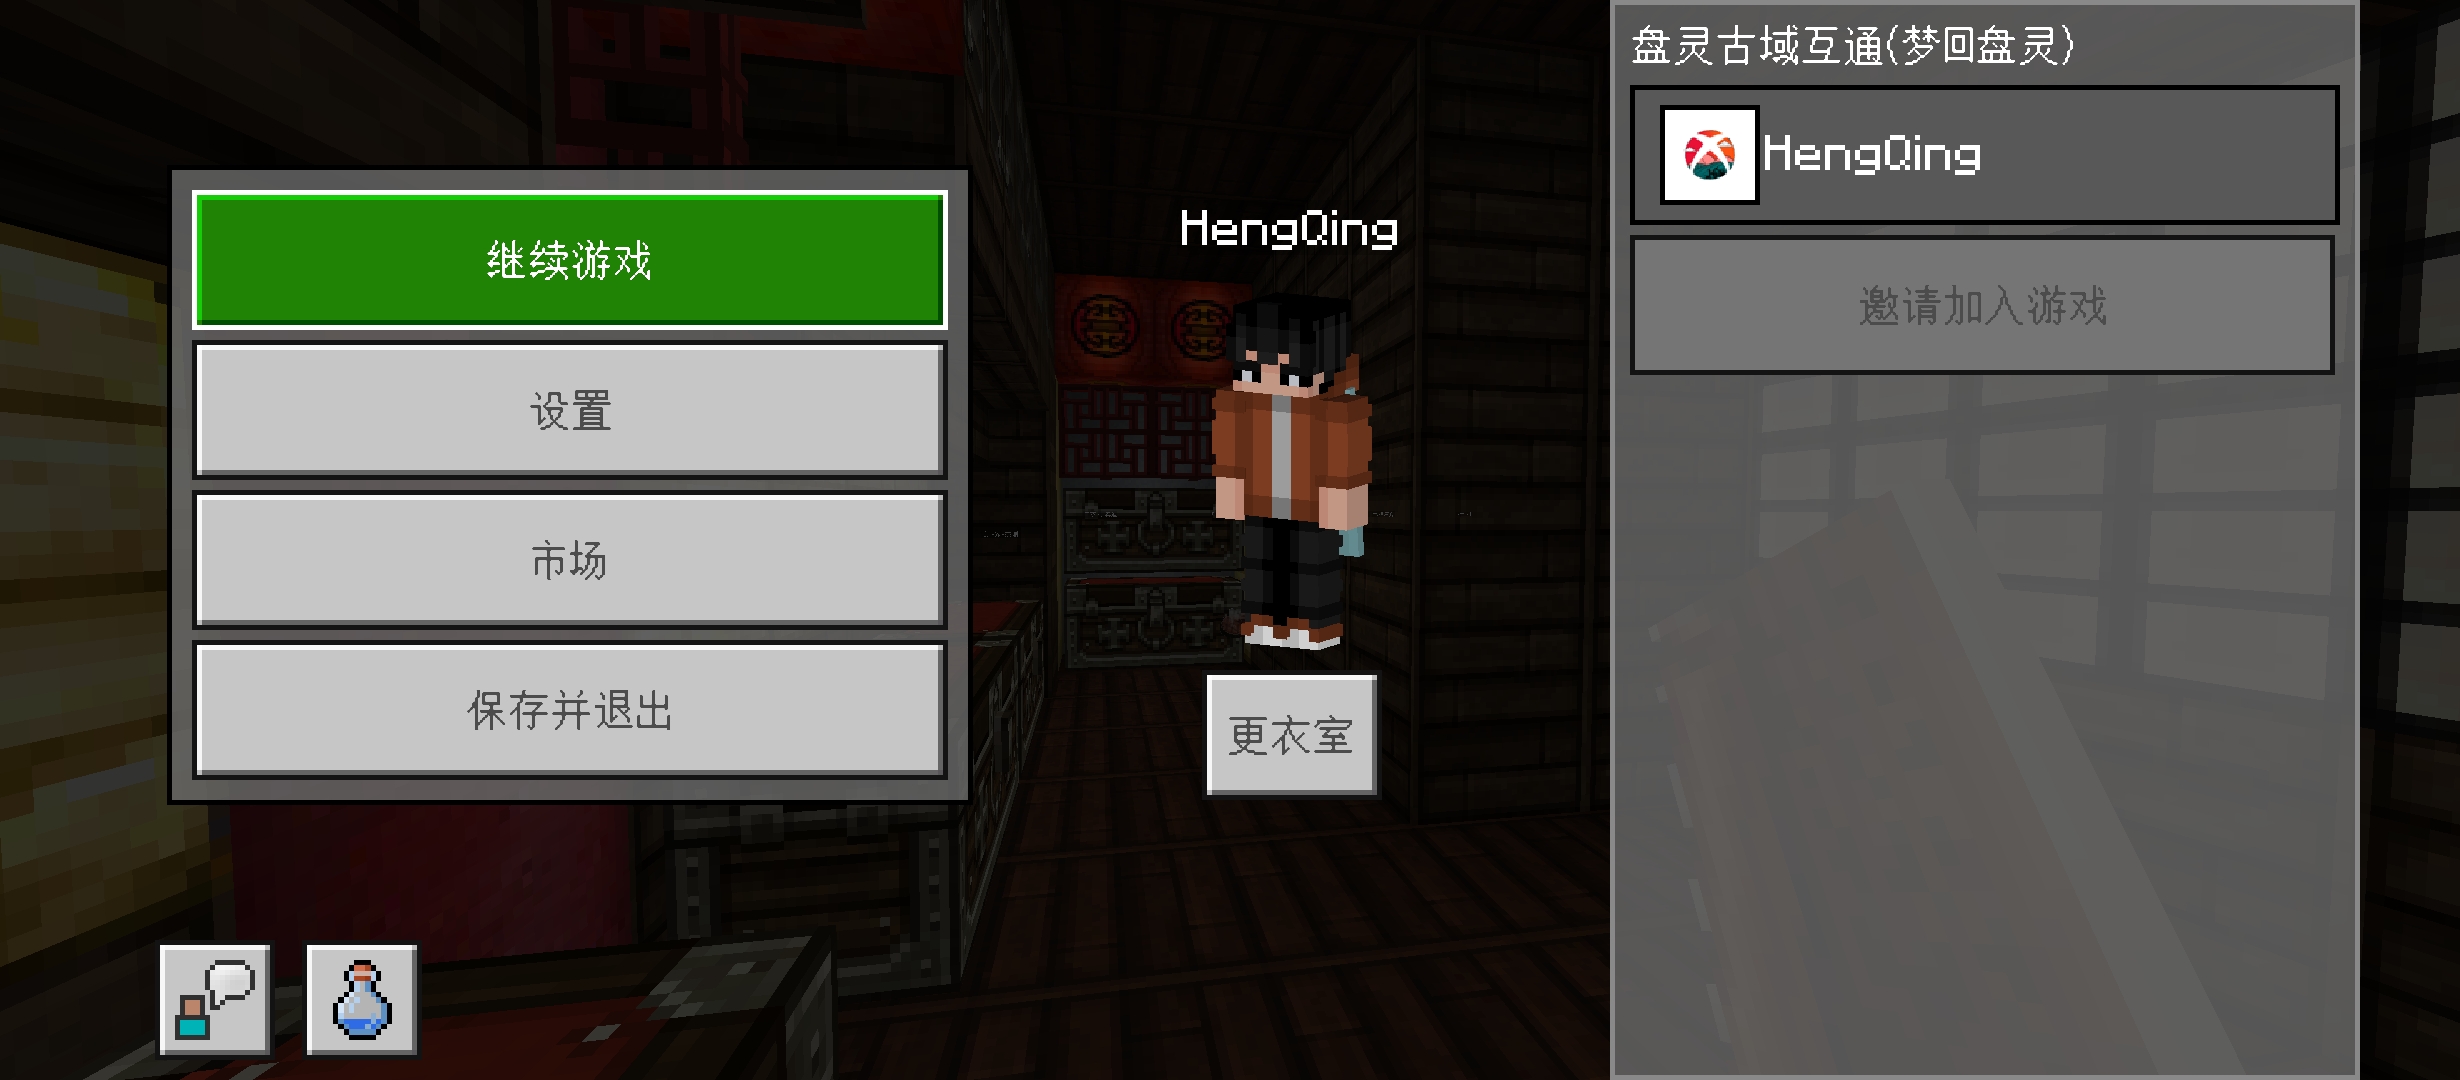 继续游戏
设置
市场
保存并退出
HengQing
更衣室
盘灵古域互通(梦回盘灵)
HengQing
邀请加入游戏